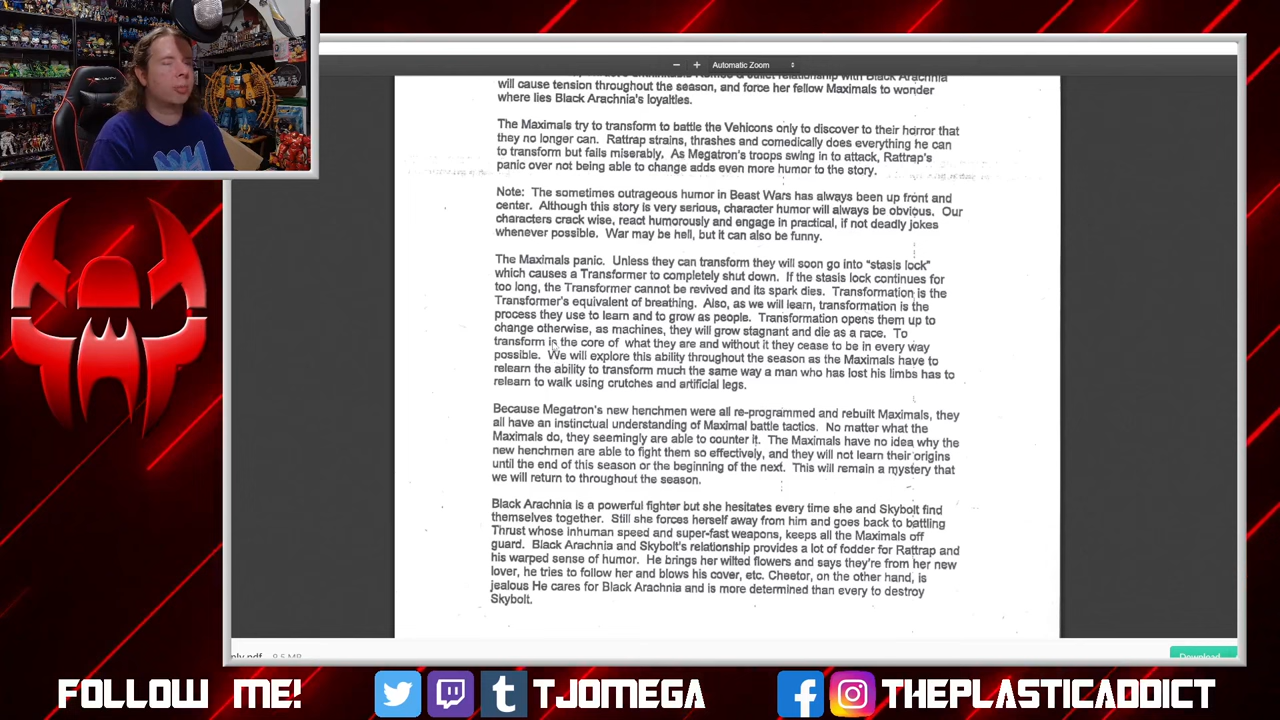 Automatic Zoom
will cause tension throughout the season, and force her fellow Maximals to wonder
where lies Black Arachnia's loyalties.
The Maximals try to transform to battle the Vehicons only to discover to their horror that
they no longer can. Rattrap strains, thrashes and comedically does everything he can
to transform but fails miserably. As Megatron's troops swing in to attack, Rattrap's
panic over not being able to change adds even more humor to the story.
Note: The sometimes outrageous humor in Beast Wars has always been up front and
center. Although this story is very serious, character humor will always be obvious. Our
characters crack wise, react humorously and engage in practical, if not deadly jokes
whenever possible. War may be hell, but it can also be funny.
The Maximals panic. Unless they can transform they will soon go into "stasis lock"
which causes a Transformer to completely shut down. If the stasis lock continues for
too long, the Transformer cannot be revived and its spark dies. Transformation is the
Transformer's equivalent of breathing. Also, as we will learn, transformation is the
process they use to learn and to grow as people. Transformation opens them up to
change otherwise, as machines, they will grow stagnant and die as a race. To
transform is the core of what they are and without it they cease to be in every way
possible. We will explore this ability throughout the season as the Maximals have to
relearn the ability to transform much the same way a man who has lost his limbs has to
relearn to walk using crutches and artificial legs.
Because Megatron's new henchmen were all re-programmed and rebuilt Maximals, they
all have an instinctual understanding of Maximal battle tactics. No matter what the
Maximals do, they seemingly are able to counter it. The Maximals have no idea why the
new henchmen are able to fight them so effectively, and they will not learn their origins
until the end of this season or the beginning of the next. This will remain a mystery that
we will return to throughout the season.
Black Arachnia is a powerful fighter but she hesitates every time she and Skybolt find
themselves together. Still she forces herself away from him and goes back to battling
Thrust whose inhuman speed and super-fast weapons, keeps all the Maximals off
guard. Black Arachnia and Skybolt's relationship provides a lot of fodder for Rattrap and
his warped sense of humor. He brings her wilted flowers and says they're from her new
lover, he tries to follow her and blows his cover, etc. Cheetor, on the other hand, is
jealous He cares for Black Arachnia and is more determined than every to destroy
Skybolt.
9.5 MB
Download
FOLLOW ME! TJOMEGA THEPLASTICADDICT